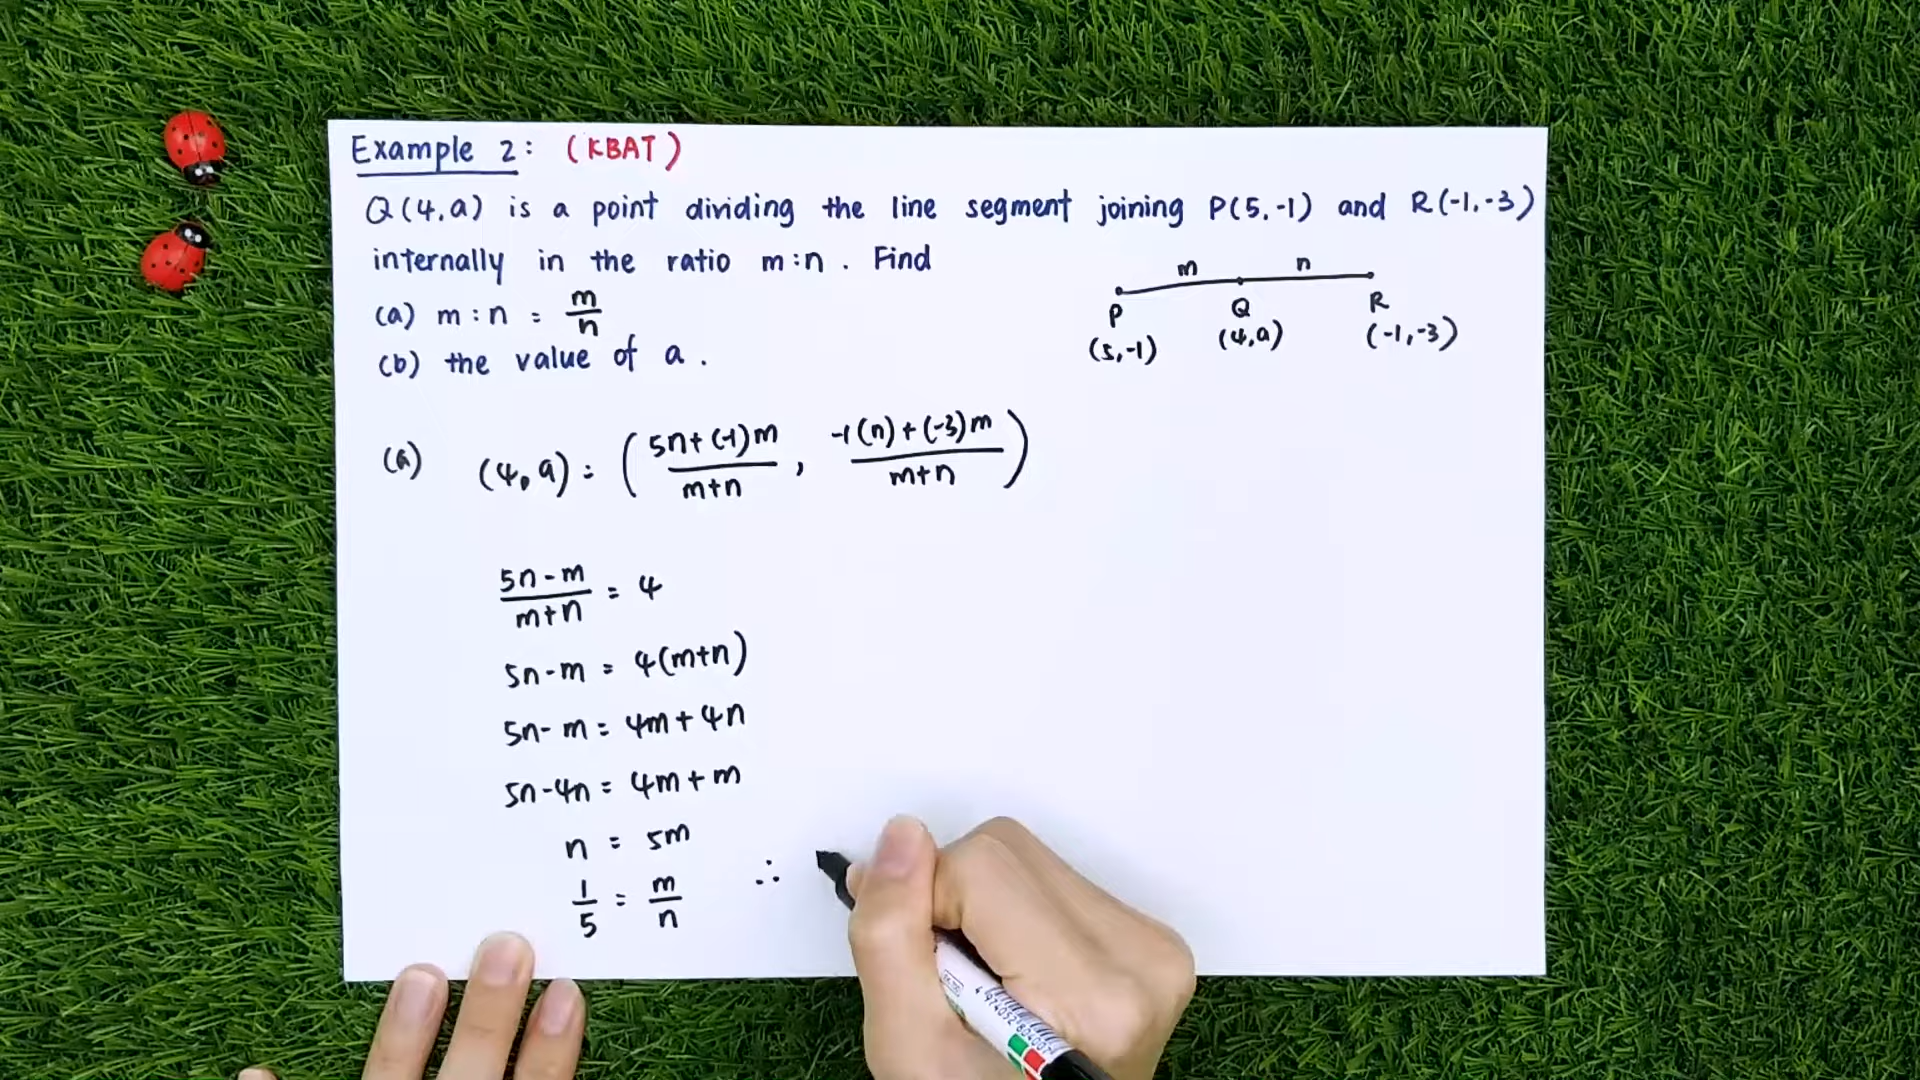 Example 2: (KBAT)
Q(4,a) is a point dividing the line segment joining P(5,-1) and R(-1,-3)
internally in the ratio m:n. Find
(a) m:n = m/n
(b) the value of a.
m n
P Q R
(5,-1) (4,a) (-1,-3)
(a) (4,a) = ( (5n+(-1)m)/(m+n) , (-1(n)+(-3)m)/(m+n) )
(5n-m)/(m+n) = 4
5n-m = 4(m+n)
5n-m = 4m+4n
5n-4n = 4m+m
n = 5m
1/5 = m/n ∴